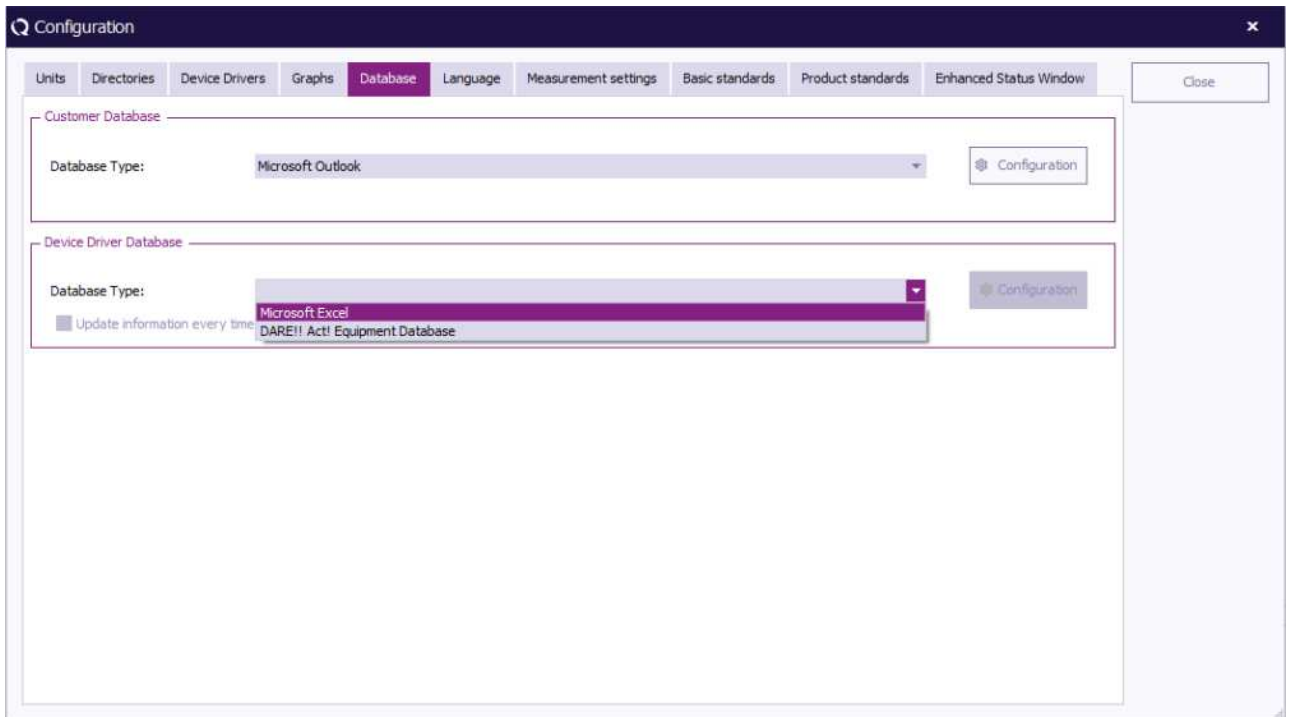 Configuration
Units Directories Device Drivers Graphs Database Language Measurement settings Basic standards Product standards Enhanced Status Window Close
Customer Database
Database Type: Microsoft Outlook Configuration
Device Driver Database
Database Type: Configuration
Microsoft Excel
Update information every time
DARE!! Act! Equipment Database